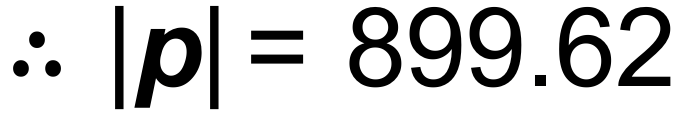 ∴ |p| = 899.62